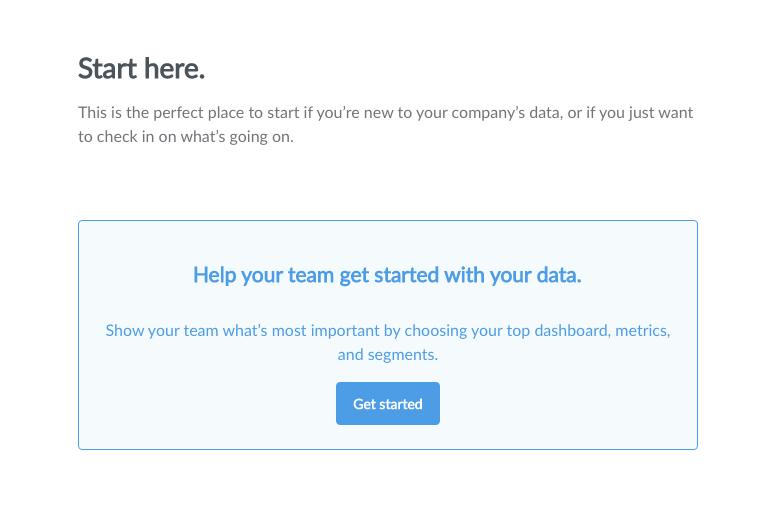 Start here.
This is the perfect place to start if you’re new to your company’s data, or if you just want
to check in on what’s going on.
Help your team get started with your data.
Show your team what’s most important by choosing your top dashboard, metrics,
and segments.
Get started